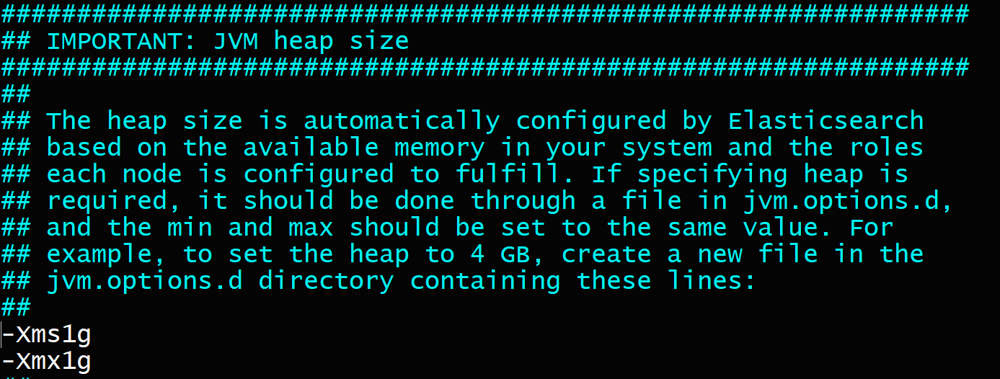 ################################################################
## IMPORTANT: JVM heap size
################################################################
##
## The heap size is automatically configured by Elasticsearch
## based on the available memory in your system and the roles
## each node is configured to fulfill. If specifying heap is
## required, it should be done through a file in jvm.options.d,
## and the min and max should be set to the same value. For
## example, to set the heap to 4 GB, create a new file in the
## jvm.options.d directory containing these lines:
##
-Xms1g
-Xmx1g
##